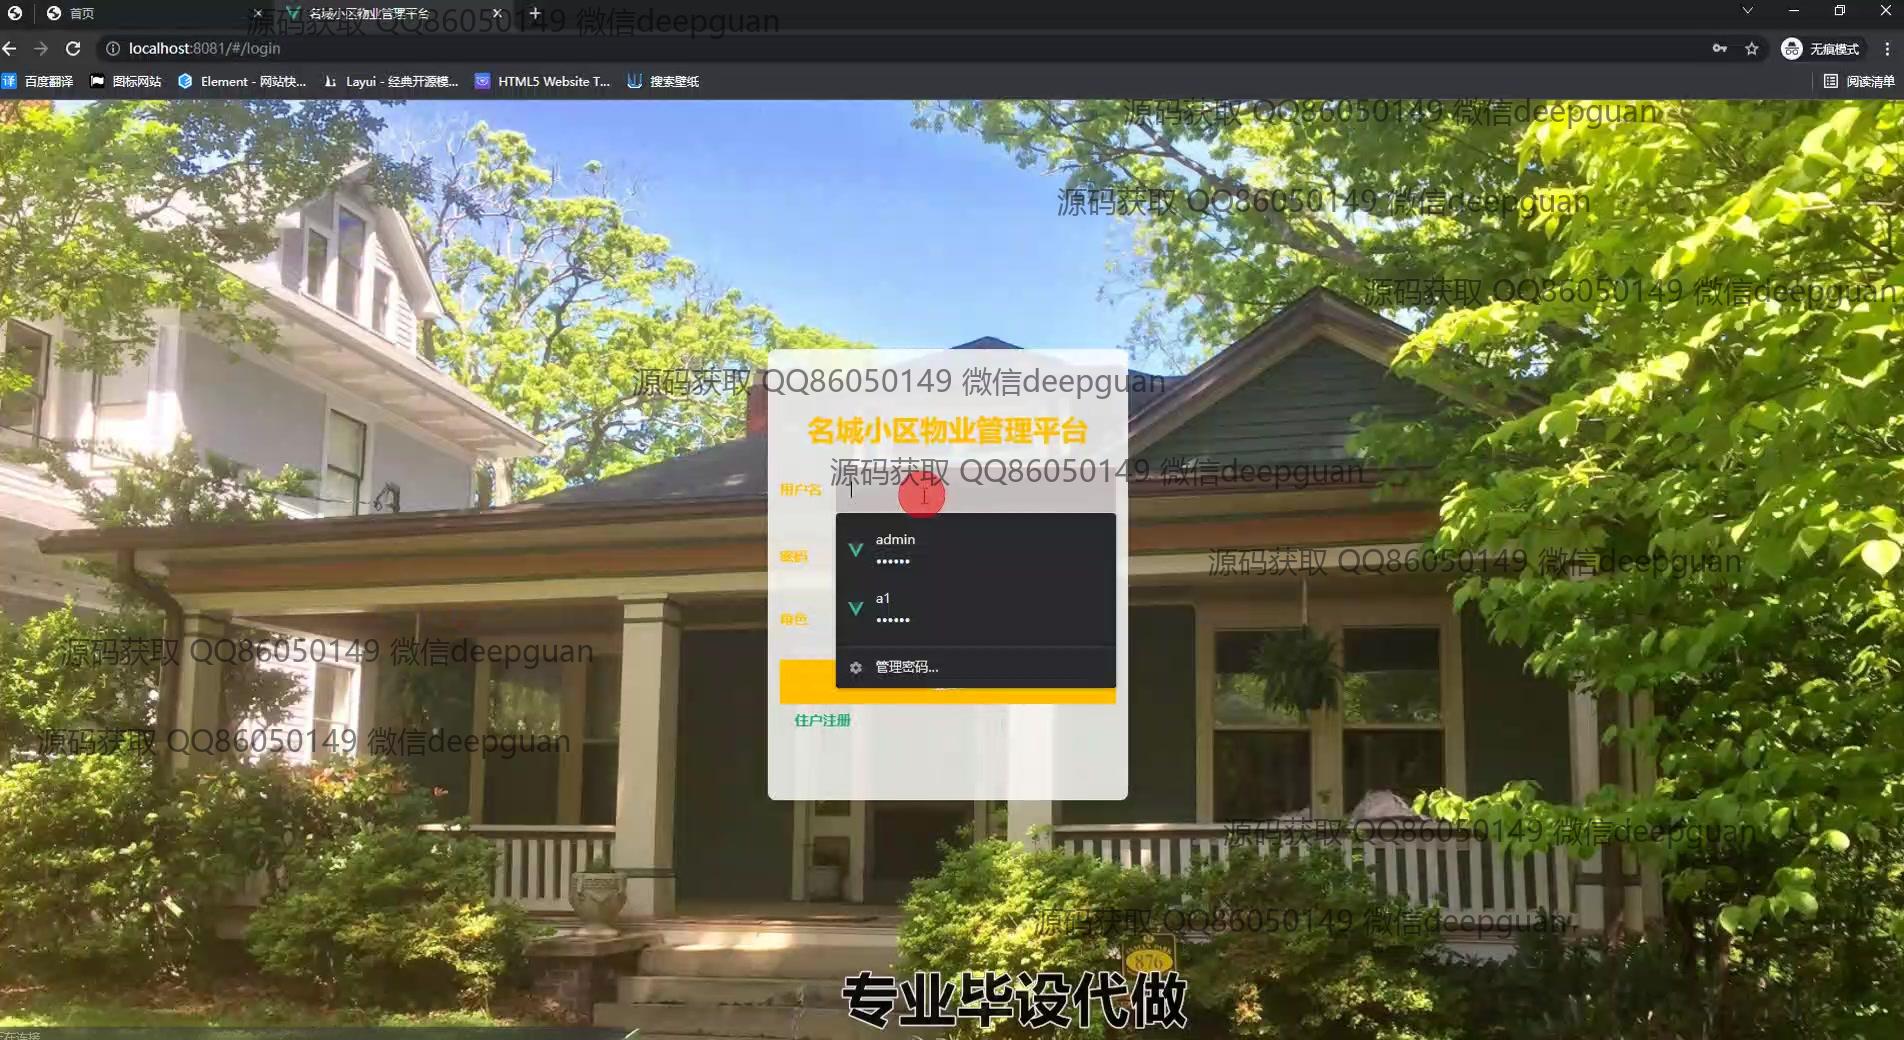 首页
名城小区物业管理平台
源码获取 QQ86050149 微信deepguan
localhost:8081/#/login
无痕模式
百度翻译
图标网站
Element - 网站快...
Layui - 经典开源模...
HTML5 Website T...
搜索壁纸
阅读清单
源码获取 QQ86050149 微信deepguan
源码获取 QQ86050149 微信deepguan
源码获取 QQ86050149 微信deepguan
源码获取 QQ86050149 微信deepguan
名城小区物业管理平台
源码获取 QQ86050149 微信deepguan
用户名
admin
••••••
密码
源码获取 QQ86050149 微信deepguan
a1
••••••
角色
源码获取 QQ86050149 微信deepguan
管理密码...
住户注册
源码获取 QQ86050149 微信deepguan
源码获取 QQ86050149 微信deepguan
源码获取 QQ86050149 微信deepguan
876
专业毕设代做